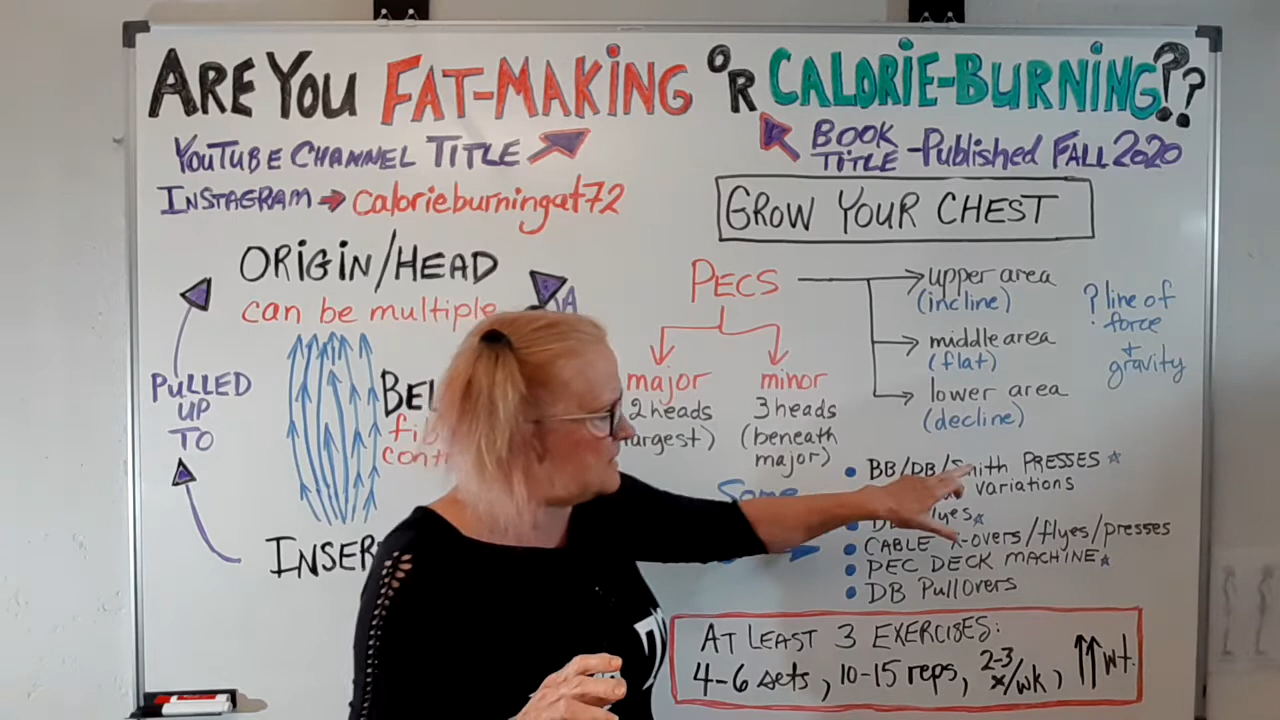 ARE YOU FAT-MAKING OR CALORIE-BURNING??
YOUTUBE CHANNEL TITLE
BOOK TITLE - Published FALL 2020
INSTAGRAM → calorieburningat72
GROW YOUR CHEST
ORIGIN/HEAD
can be multiple
PULLED
UP
TO
BEL
INSER
PECS
major
2 heads
minor
3 heads
(beneath
major)
upper area
(incline)
middle area
(flat)
lower area
(decline)
? line of
force
+
gravity
Some
• BB/DB/Smith PRESSES ☆
variations
• CABLE X-overs/flyes/presses
• PEC DECK MACHINE ☆
• DB Pullovers
AT LEAST 3 EXERCISES:
4-6 sets, 10-15 reps, 2-3 x/wk, ↑↑ wt.